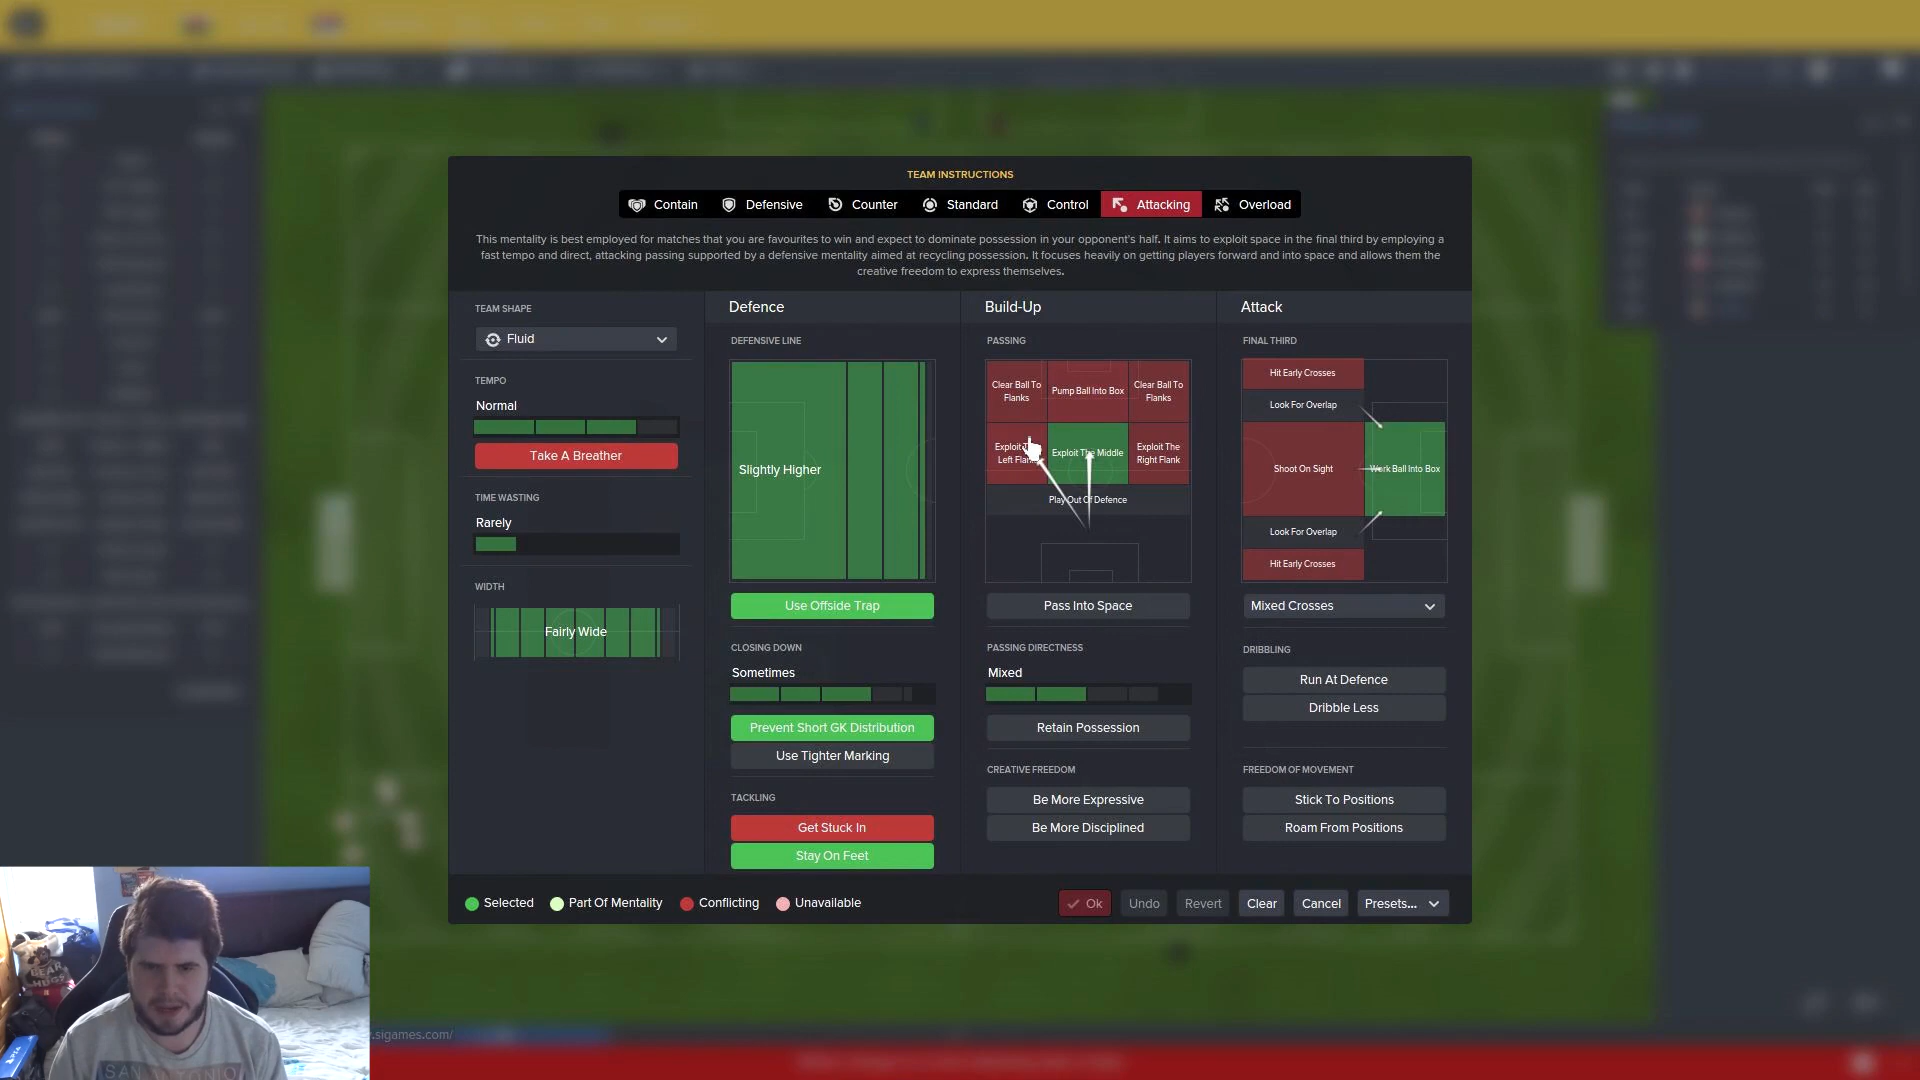 TEAM INSTRUCTIONS
Contain Defensive Counter Standard Control Attacking Overload
This mentality is best employed for matches that you are favourites to win and expect to dominate possession in your opponent's half. It aims to exploit space in the final third by employing a
fast tempo and direct, attacking passing supported by a defensive mentality aimed at recycling possession. It focuses heavily on getting players forward and into space and allows them the
creative freedom to express themselves.
TEAM SHAPE
Fluid
TEMPO
Normal
Take A Breather
TIME WASTING
Rarely
WIDTH
Fairly Wide
Defence
DEFENSIVE LINE
Slightly Higher
Use Offside Trap
CLOSING DOWN
Sometimes
Prevent Short GK Distribution
Use Tighter Marking
TACKLING
Get Stuck In
Stay On Feet
Build-Up
PASSING
Clear Ball To
Flanks
Pump Ball Into Box
Clear Ball To
Flanks
Exploit
Left
Exploit The Middle
Exploit The
Right Flank
Play Out Of Defence
Pass Into Space
PASSING DIRECTNESS
Mixed
Retain Possession
CREATIVE FREEDOM
Be More Expressive
Be More Disciplined
Attack
FINAL THIRD
Hit Early Crosses
Look For Overlap
Shoot On Sight
Work Ball Into Box
Look For Overlap
Hit Early Crosses
Mixed Crosses
DRIBBLING
Run At Defence
Dribble Less
FREEDOM OF MOVEMENT
Stick To Positions
Roam From Positions
Selected Part Of Mentality Conflicting Unavailable
Ok Undo Revert Clear Cancel Presets...
.sigames.com/
BEAR
HUGS
SAN ANTONIO